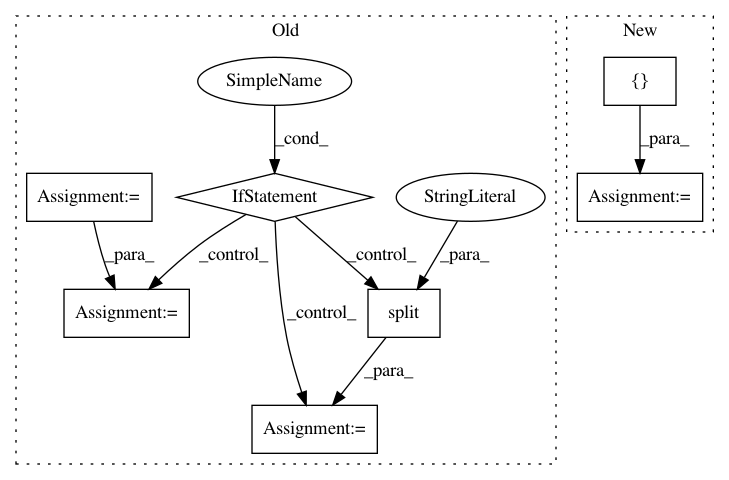 Old
New
SimpleName
{}
_cond_
_para_
Assignment:=
IfStatement
StringLiteral
Assignment:=
_para_
_control_
_control_
_para_
Assignment:=
_control_
split
_para_
Assignment:=